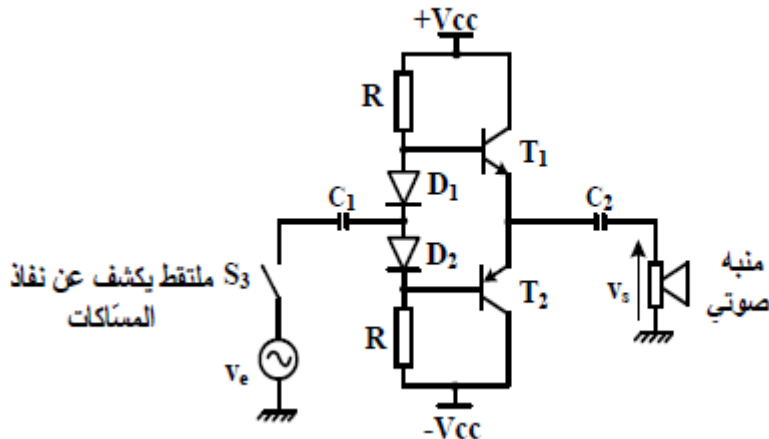 +Vcc
R
T1
D1
C1
C2
D2
ملتقط يكشف عن نفاذ
المسّاكات
S3
منبه
صوتي
vs
T2
R
ve
-Vcc